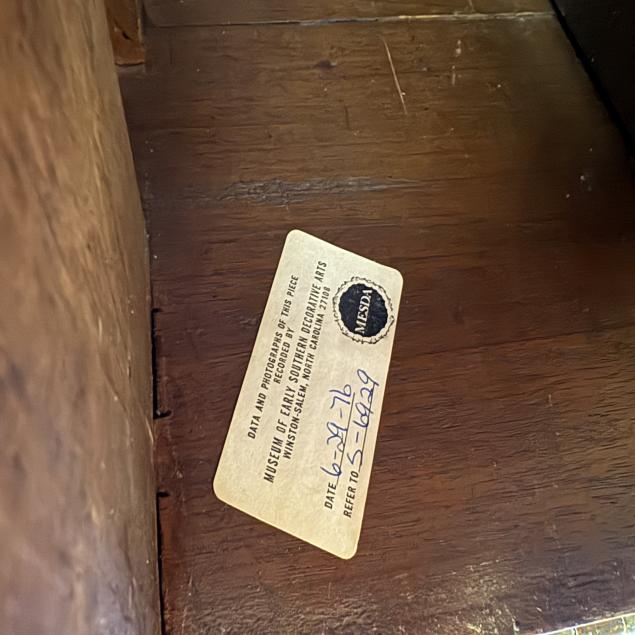 DATA AND PHOTOGRAPHS OF THIS PIECE
RECORDED BY
MUSEUM OF EARLY SOUTHERN DECORATIVE ARTS
WINSTON-SALEM, NORTH CAROLINA 27108
MESDA
DATE 6-29-76
REFER TO S-6929